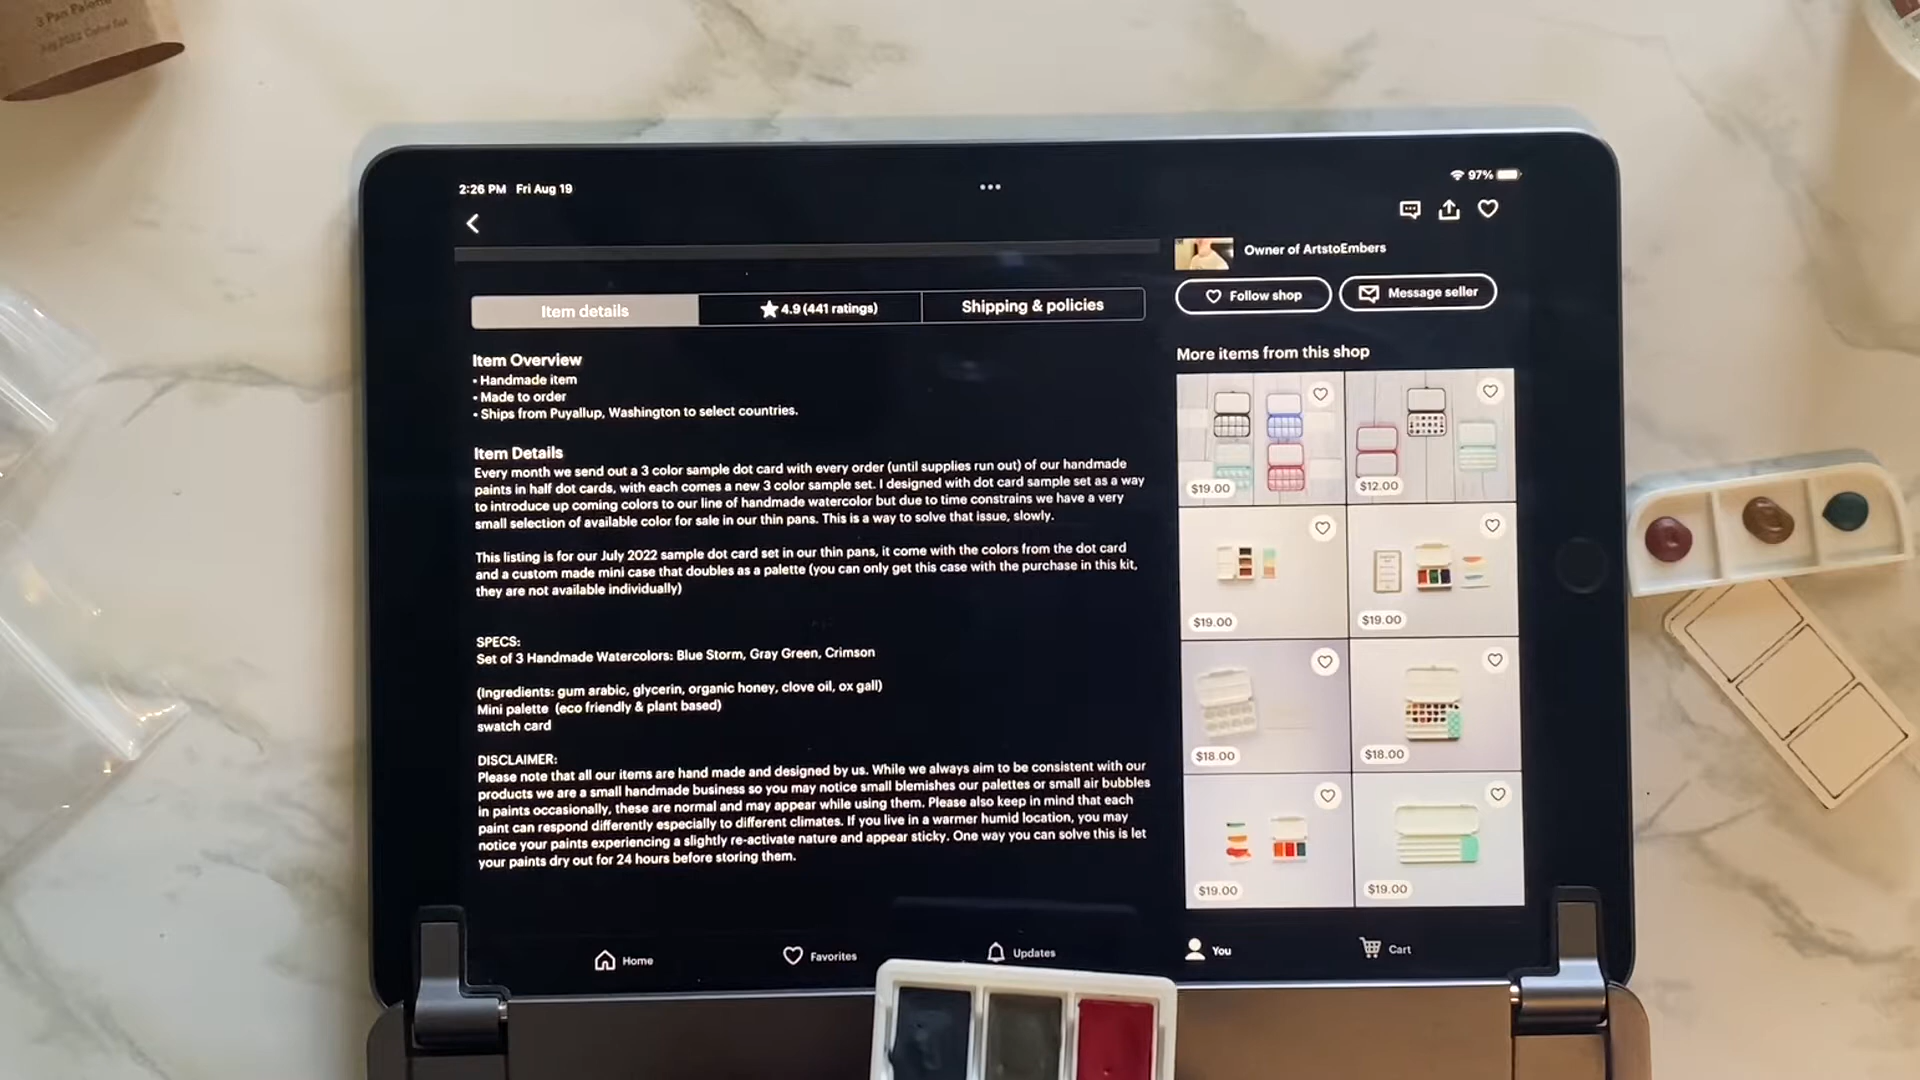 3 Pan Palette
July 2022 Color Set
2:26 PM Fri Aug 19
97%
Owner of ArtstoEmbers
Follow shop
Message seller
Item details
4.9 (441 ratings)
Shipping & policies
Item Overview
• Handmade item
• Made to order
• Ships from Puyallup, Washington to select countries.
Item Details
Every month we send out a 3 color sample dot card with every order (until supplies run out) of our handmade
paints in half dot cards, with each comes a new 3 color sample set. I designed with dot card sample set as a way
to introduce up coming colors to our line of handmade watercolor but due to time constrains we have a very
small selection of available color for sale in our thin pans. This is a way to solve that issue, slowly.
This listing is for our July 2022 sample dot card set in our thin pans, it come with the colors from the dot card
and a custom made mini case that doubles as a palette (you can only get this case with the purchase in this kit,
they are not available individually)
SPECS:
Set of 3 Handmade Watercolors: Blue Storm, Gray Green, Crimson
(Ingredients: gum arabic, glycerin, organic honey, clove oil, ox gall)
Mini palette (eco friendly & plant based)
swatch card
DISCLAIMER:
Please note that all our items are hand made and designed by us. While we always aim to be consistent with our
products we are a small handmade business so you may notice small blemishes our palettes or small air bubbles
in paints occasionally, these are normal and may appear while using them. Please also keep in mind that each
paint can respond differently especially to different climates. If you live in a warmer humid location, you may
notice your paints experiencing a slightly re-activate nature and appear sticky. One way you can solve this is let
your paints dry out for 24 hours before storing them.
More items from this shop
$19.00
$12.00
$19.00
$19.00
$18.00
$18.00
$19.00
$19.00
Home
Favorites
Updates
You
Cart